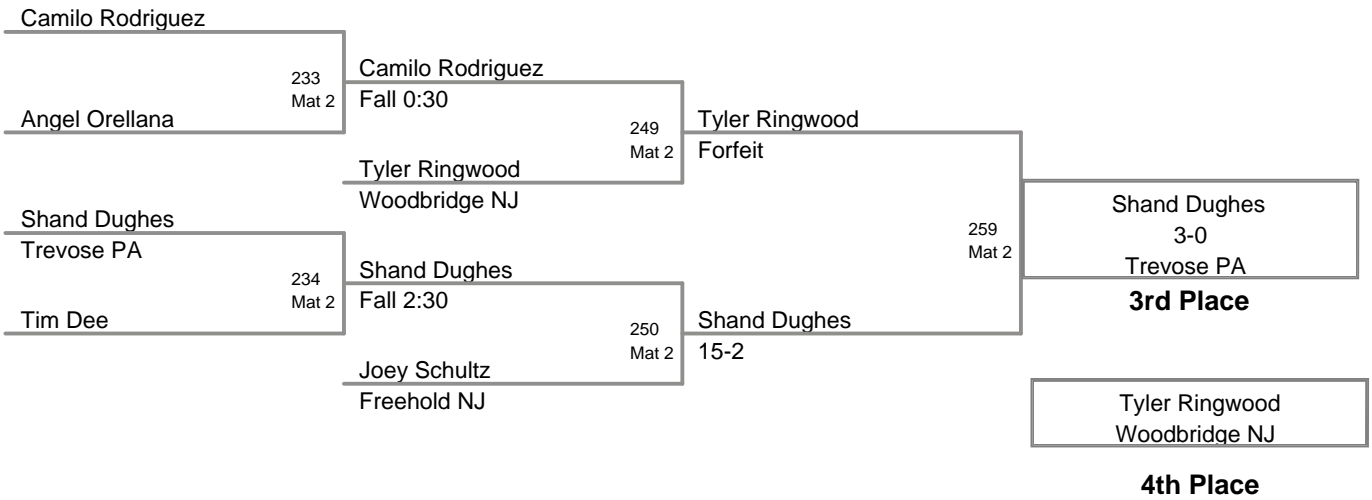 Camilo Rodriguez
233
Mat 2
Camilo Rodriguez
Fall 0:30
Angel Orellana
249
Mat 2
Tyler Ringwood
Forfeit
Tyler Ringwood
Woodbridge NJ
Shand Dughes
Trevose PA
259
Mat 2
Shand Dughes
3-0
Trevose PA
3rd Place
234
Mat 2
Shand Dughes
Fall 2:30
Tim Dee
250
Mat 2
Shand Dughes
15-2
Joey Schultz
Freehold NJ
Tyler Ringwood
Woodbridge NJ
4th Place